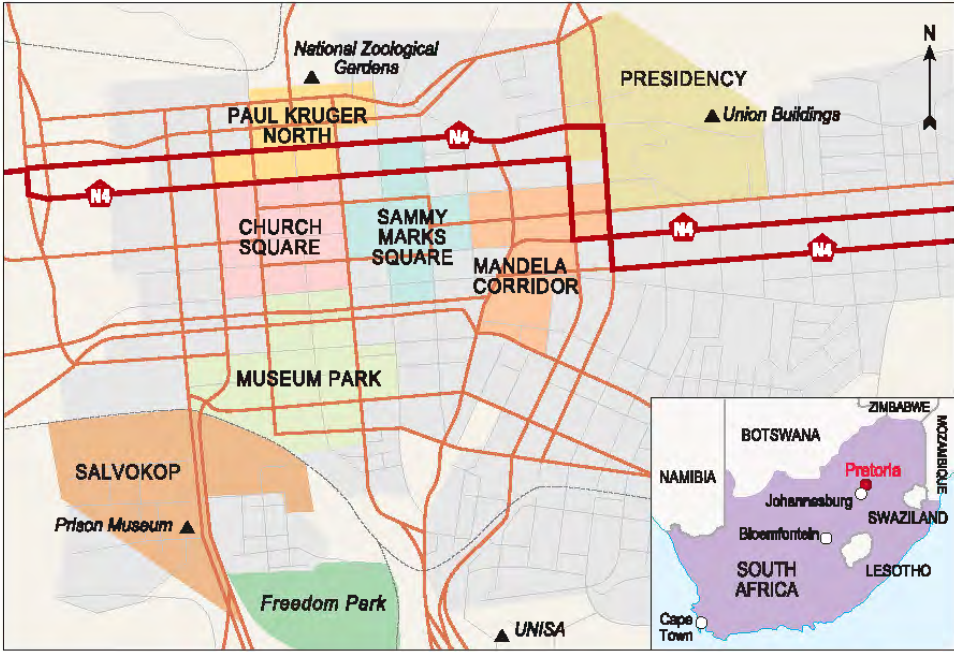 National Zoological
Gardens
N
PRESIDENCY
Union Buildings
PAUL KRUGER
NORTH
N4
N4
CHURCH
SQUARE
SAMMY
MARKS
SQUARE
N4
N4
MANDELA
CORRIDOR
MUSEUM PARK
SALVOKOP
Prison Museum
Freedom Park
UNISA
ZIMBABWE
BOTSWANA
MOZAMBIQUE
NAMIBIA
Pretoria
Johannesburg
SWAZILAND
Bloemfontein
LESOTHO
SOUTH
AFRICA
Cape
Town